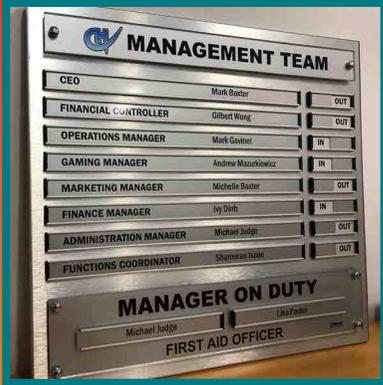 MANAGEMENT TEAM
CEO Mark Baxter OUT
FINANCIAL CONTROLLER Gilbert Wong OUT
OPERATIONS MANAGER Mark Gavinel IN
GAMING MANAGER Andrew Mazurkiewicz IN
MARKETING MANAGER Michelle Baxter OUT
FINANCE MANAGER Ivy Dinh IN
ADMINISTRATION MANAGER Michael Judge OUT
FUNCTIONS COORDINATOR Shameran Isaac OUT
MANAGER ON DUTY
Michael Judge Lisa Foster
FIRST AID OFFICER